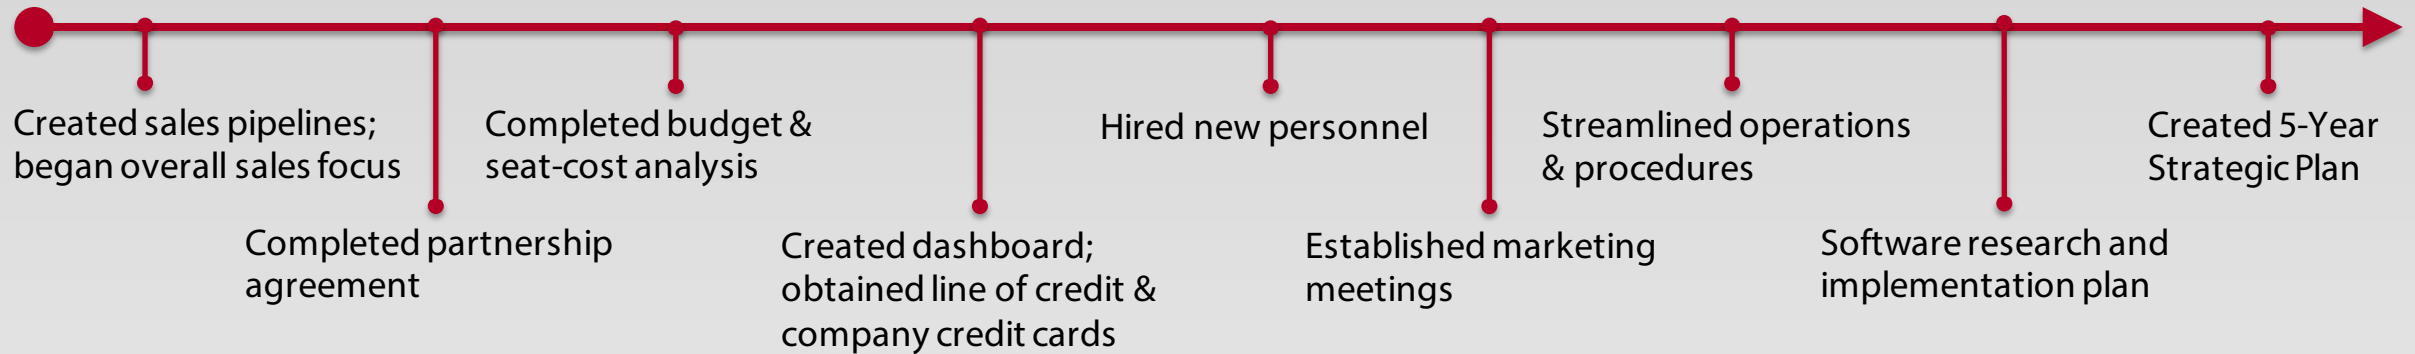 Created sales pipelines;
began overall sales focus
Completed partnership
agreement
Completed budget &
seat-cost analysis
Created dashboard;
obtained line of credit &
company credit cards
Hired new personnel
Established marketing
meetings
Streamlined operations
& procedures
Software research and
implementation plan
Created 5-Year
Strategic Plan